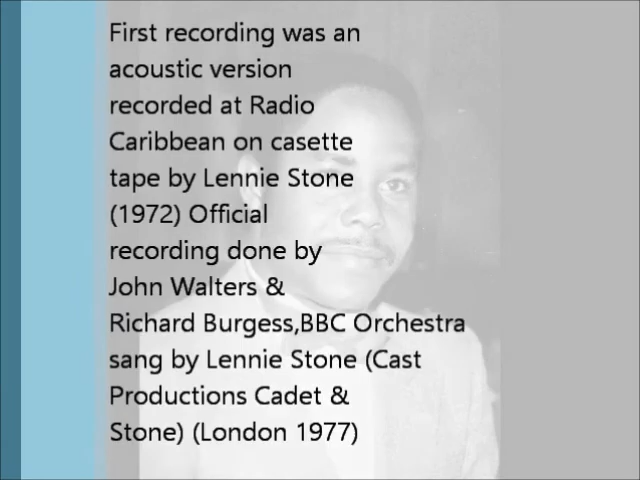 First recording was an
acoustic version
recorded at Radio
Caribbean on casette
tape by Lennie Stone
(1972) Official
recording done by
John Walters &
Richard Burgess,BBC Orchestra
sang by Lennie Stone (Cast
Productions Cadet &
Stone) (London 1977)